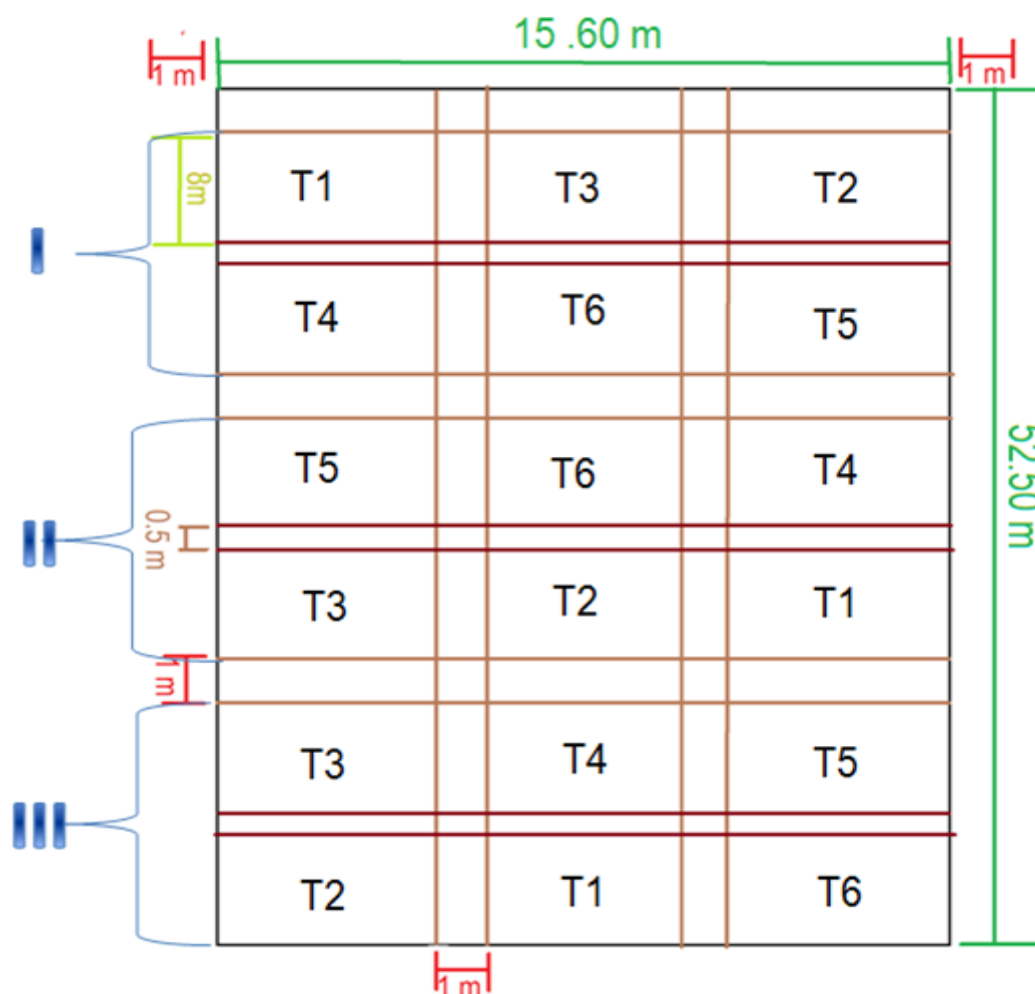 15 .60 m
1 m
1 m
8m
T1 T3 T2
I
T4 T6 T5
T5 T6 T4
52.50 m
0.5 m
II
T3 T2 T1
1 m
T3 T4 T5
III
T2 T1 T6
1 m